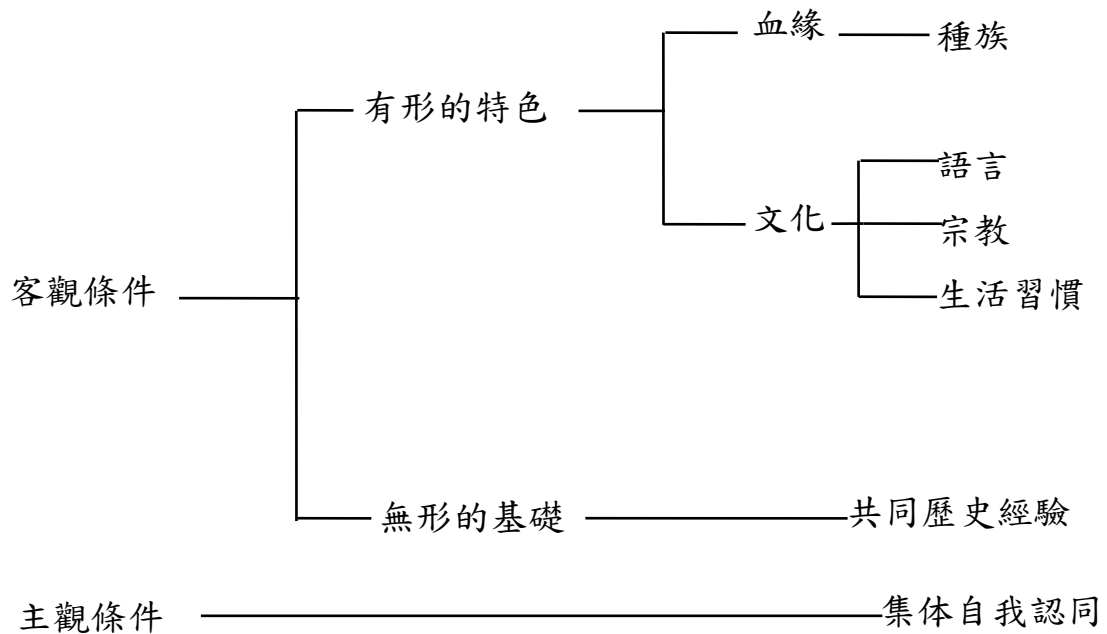 血緣
種族
有形的特色
語言
文化
宗教
客觀條件
生活習慣
無形的基礎
共同歷史經驗
主觀條件
集体自我認同